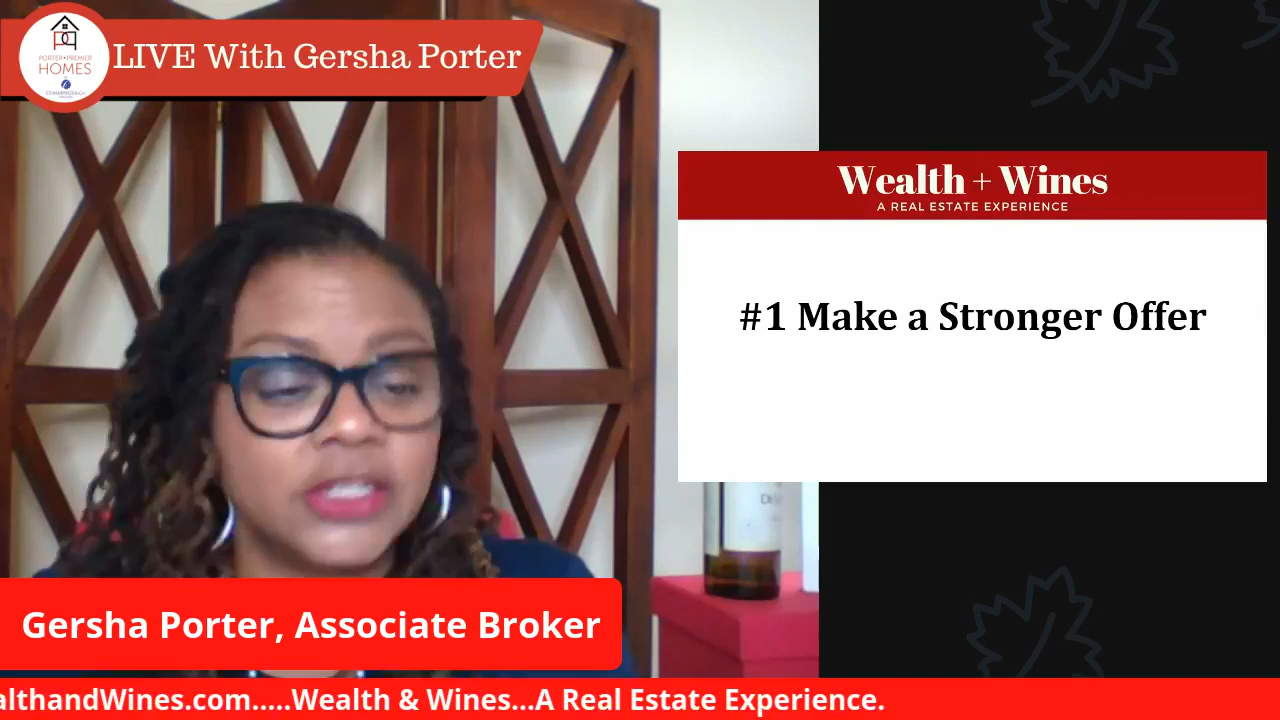 PORTER•PREMIER
HOMES
LIVE With Gersha Porter
Wealth + Wines
A REAL ESTATE EXPERIENCE
#1 Make a Stronger Offer
Gersha Porter, Associate Broker
althandWines.com.....Wealth & Wines...A Real Estate Experience.